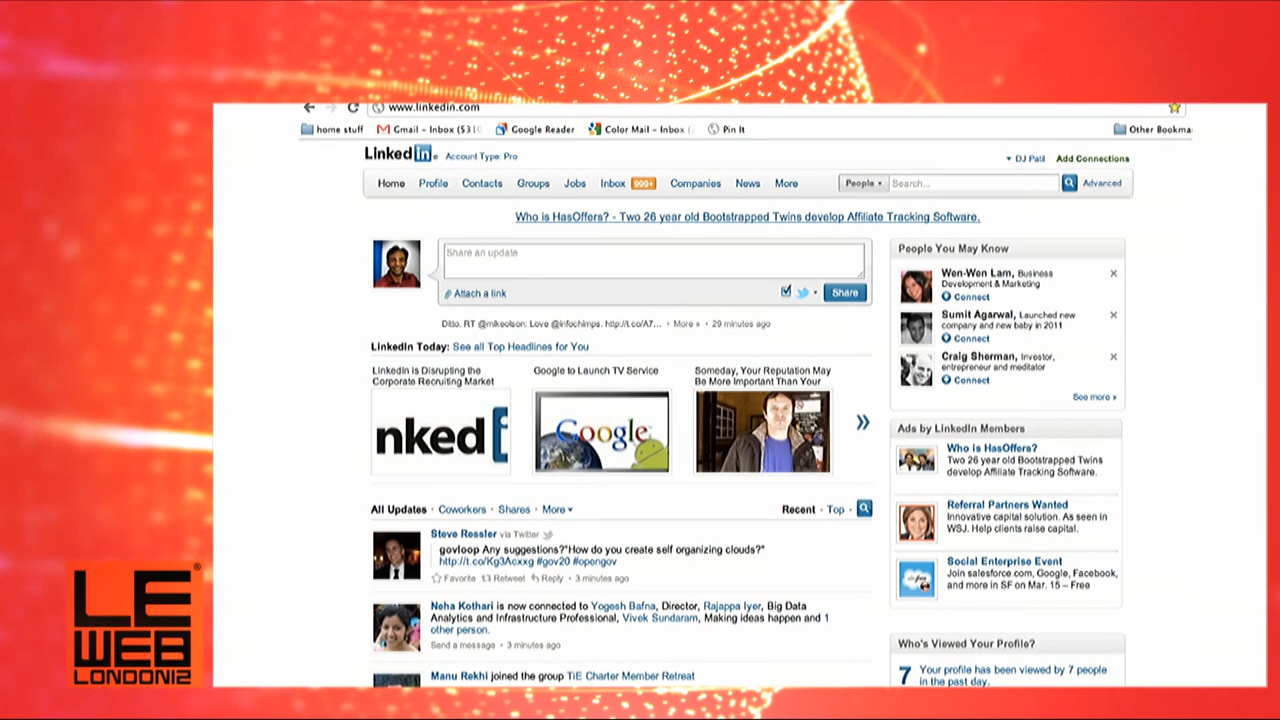 www.linkedin.com
home stuff Gmail - Inbox (5310 Google Reader Color Mail - Inbox ( Pin It Other Bookma
Linked in Account Type: Pro DJ Patil Add Connections
Home Profile Contacts Groups Jobs Inbox 999+ Companies News More People Search... Advanced
Who is HasOffers? - Two 26 year old Bootstrapped Twins develop Affiliate Tracking Software.
Share an update
Attach a link Share
Ditto. RT @mikeolson: Love @infochimps. http://t.co/A7... • More » • 29 minutes ago
LinkedIn Today: See all Top Headlines for You
LinkedIn is Disrupting the
Corporate Recruiting Market
nked
Google to Launch TV Service
Google
Someday, Your Reputation May
Be More Important Than Your
All Updates · Coworkers · Shares · More Recent · Top ·
Steve Ressler via Twitter
govloop Any suggestions?"How do you create self organizing clouds?"
http://t.co/Kg3Acxxg #gov20 #opengov
Favorite Retweet Reply • 3 minutes ago
Neha Kothari is now connected to Yogesh Bafna, Director, Rajappa Iyer, Big Data
Analytics and Infrastructure Professional, Vivek Sundaram, Making ideas happen and 1
other person.
Send a message • 3 minutes ago
Manu Rekhi joined the group TiE Charter Member Retreat
People You May Know
Wen-Wen Lam, Business
Development & Marketing
Connect
Sumit Agarwal, Launched new
company and new baby in 2011
Connect
Craig Sherman, Investor,
entrepreneur and meditator
Connect
See more »
Ads by LinkedIn Members
Who is HasOffers?
Two 26 year old Bootstrapped Twins
develop Affiliate Tracking Software.
Referral Partners Wanted
Innovative capital solution. As seen in
WSJ. Help clients raise capital.
Social Enterprise Event
Join salesforce.com, Google, Facebook,
and more in SF on Mar. 15 – Free
Who's Viewed Your Profile?
7 Your profile has been viewed by 7 people
in the past day.
LE
WEB
LONDON12
®